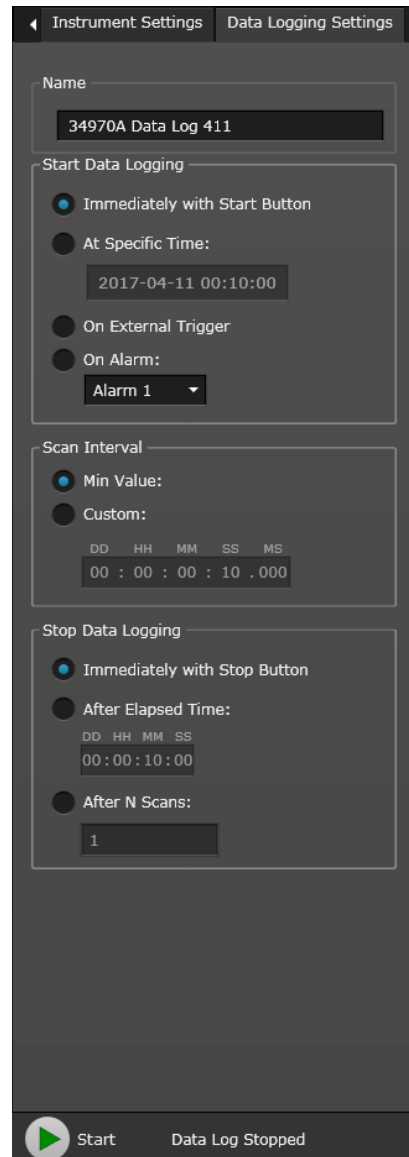 Instrument Settings Data Logging Settings
Name
34970A Data Log 411
Start Data Logging
Immediately with Start Button
At Specific Time:
2017-04-11 00:10:00
On External Trigger
On Alarm:
Alarm 1
Scan Interval
Min Value:
Custom:
DD HH MM SS MS
00 : 00 : 00 : 10 .000
Stop Data Logging
Immediately with Stop Button
After Elapsed Time:
DD HH MM SS
00:00:10:00
After N Scans:
1
Start Data Log Stopped